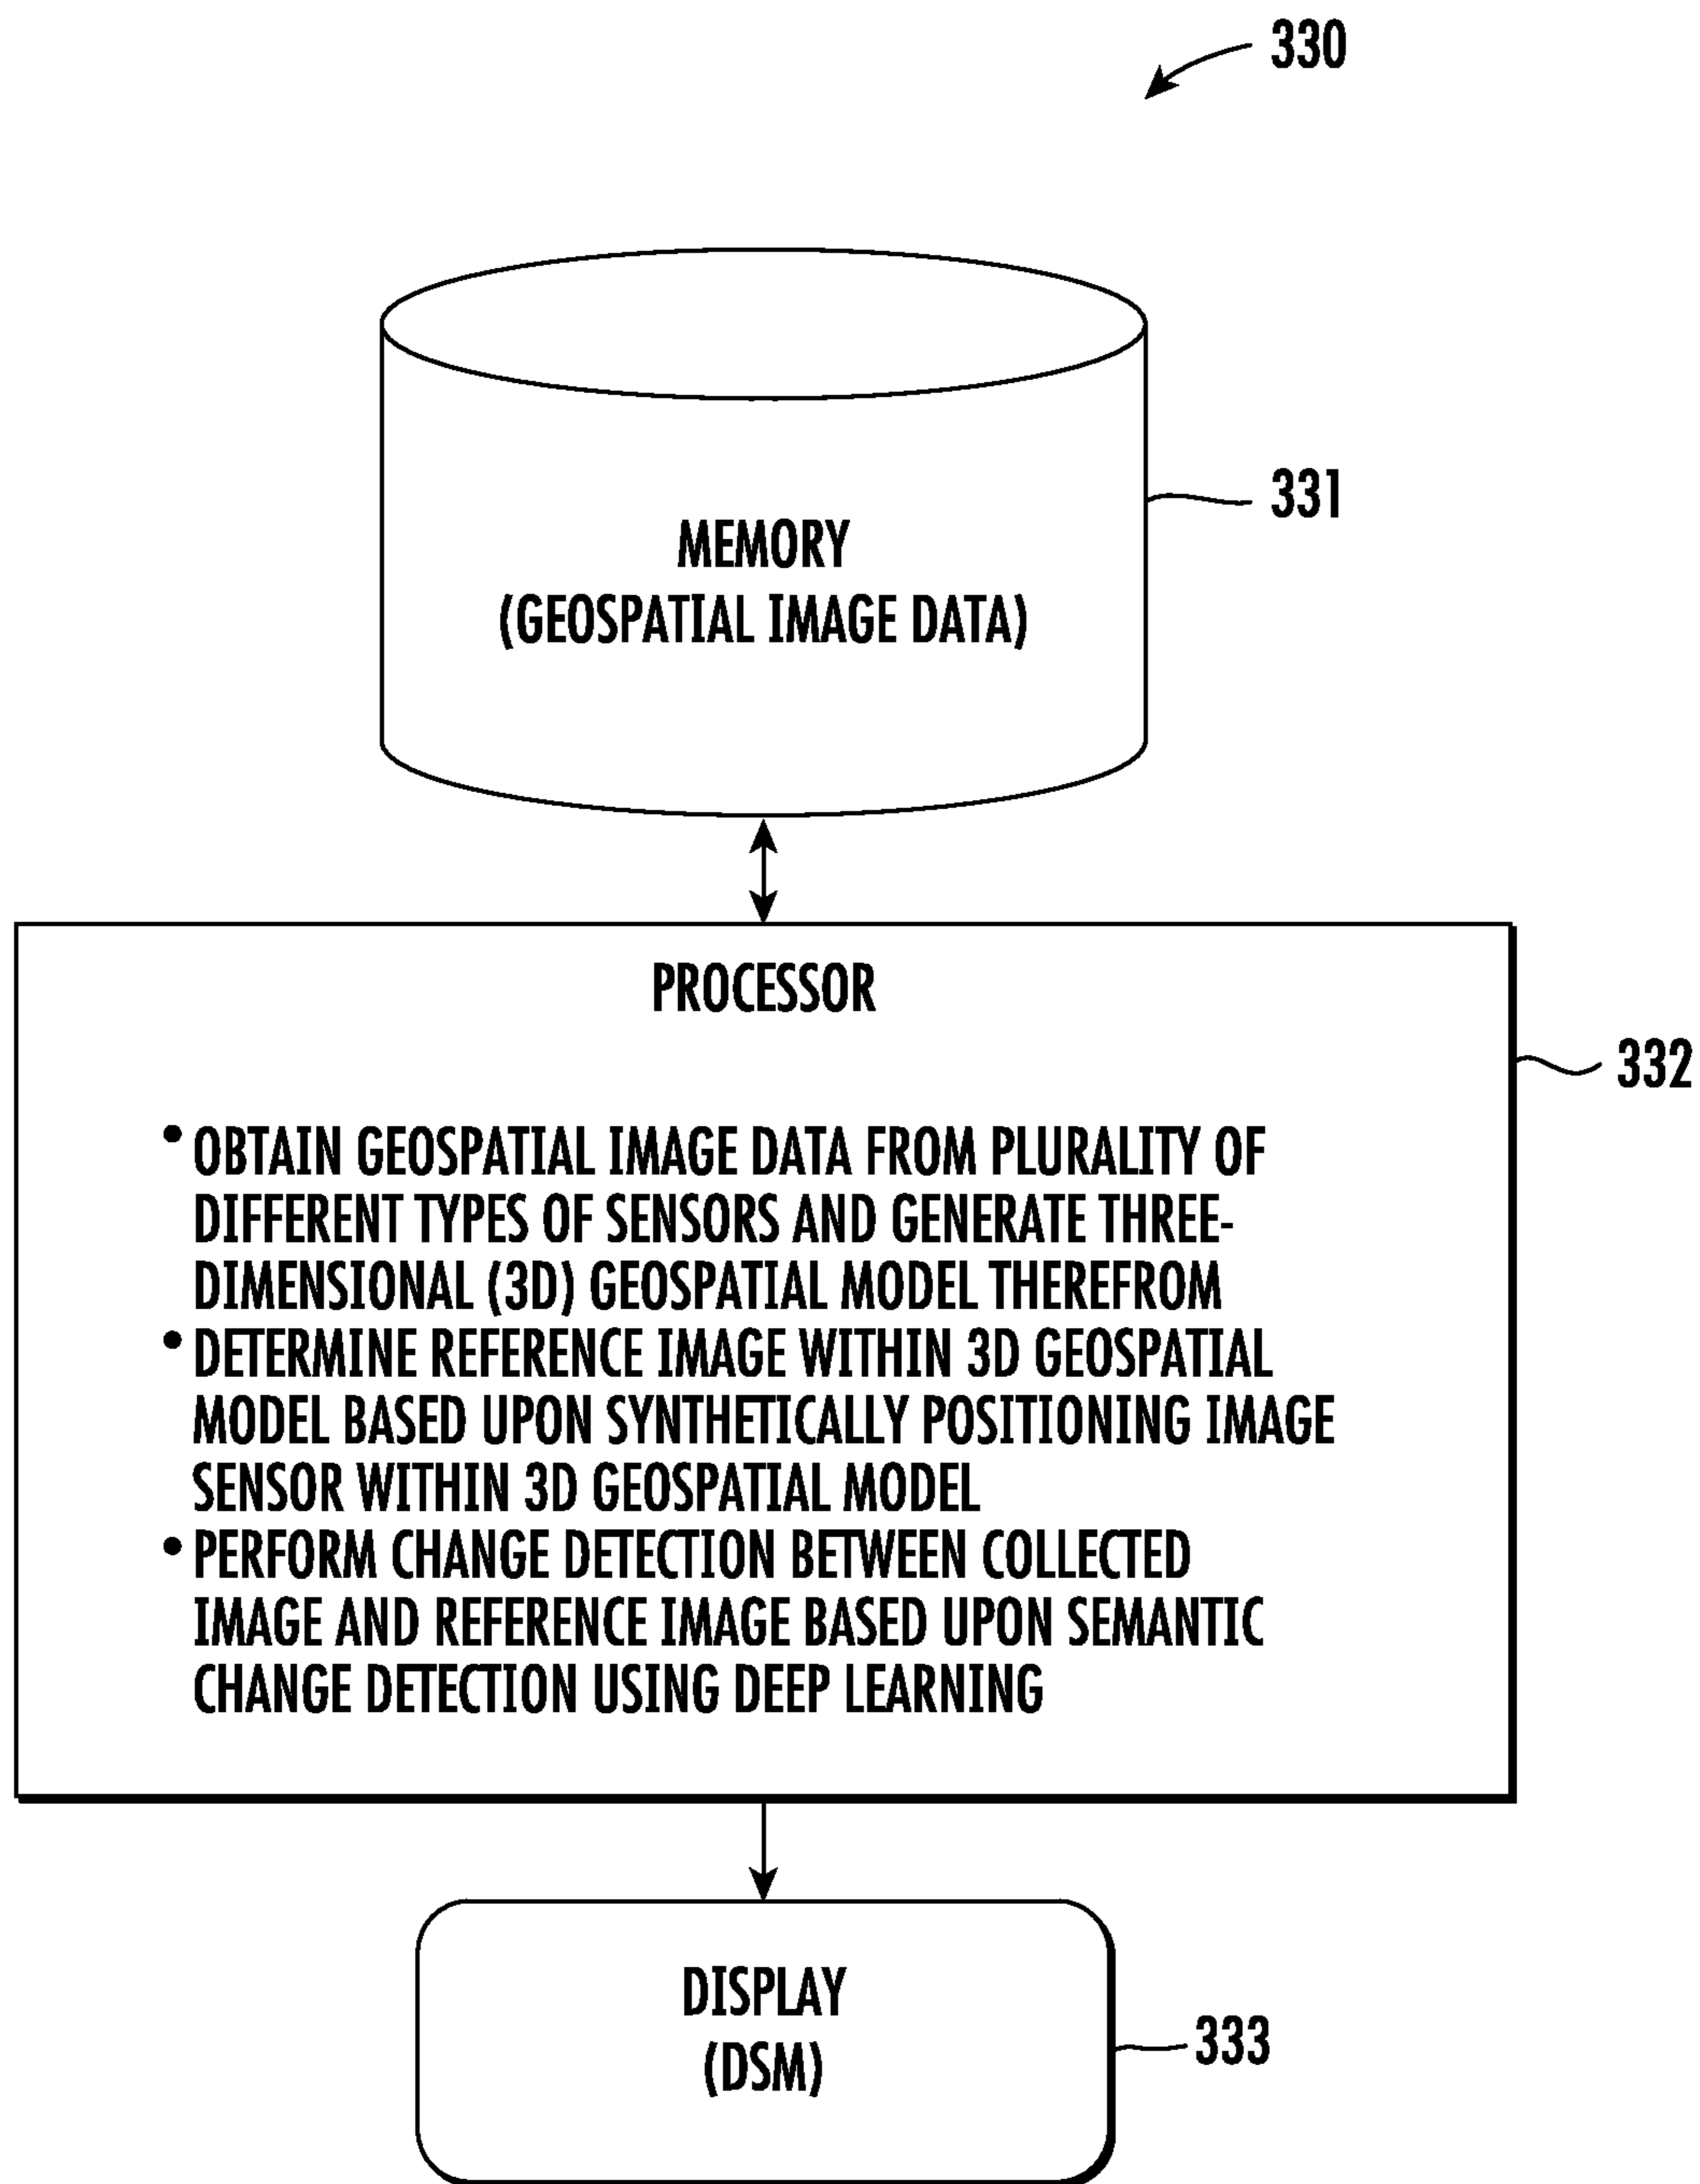 330
331
MEMORY
(GEOSPATIAL IMAGE DATA)
PROCESSOR
332
• OBTAIN GEOSPATIAL IMAGE DATA FROM PLURALITY OF
DIFFERENT TYPES OF SENSORS AND GENERATE THREE-
DIMENSIONAL (3D) GEOSPATIAL MODEL THEREFROM
• DETERMINE REFERENCE IMAGE WITHIN 3D GEOSPATIAL
MODEL BASED UPON SYNTHETICALLY POSITIONING IMAGE
SENSOR WITHIN 3D GEOSPATIAL MODEL
• PERFORM CHANGE DETECTION BETWEEN COLLECTED
IMAGE AND REFERENCE IMAGE BASED UPON SEMANTIC
CHANGE DETECTION USING DEEP LEARNING
DISPLAY
(DSM)
333